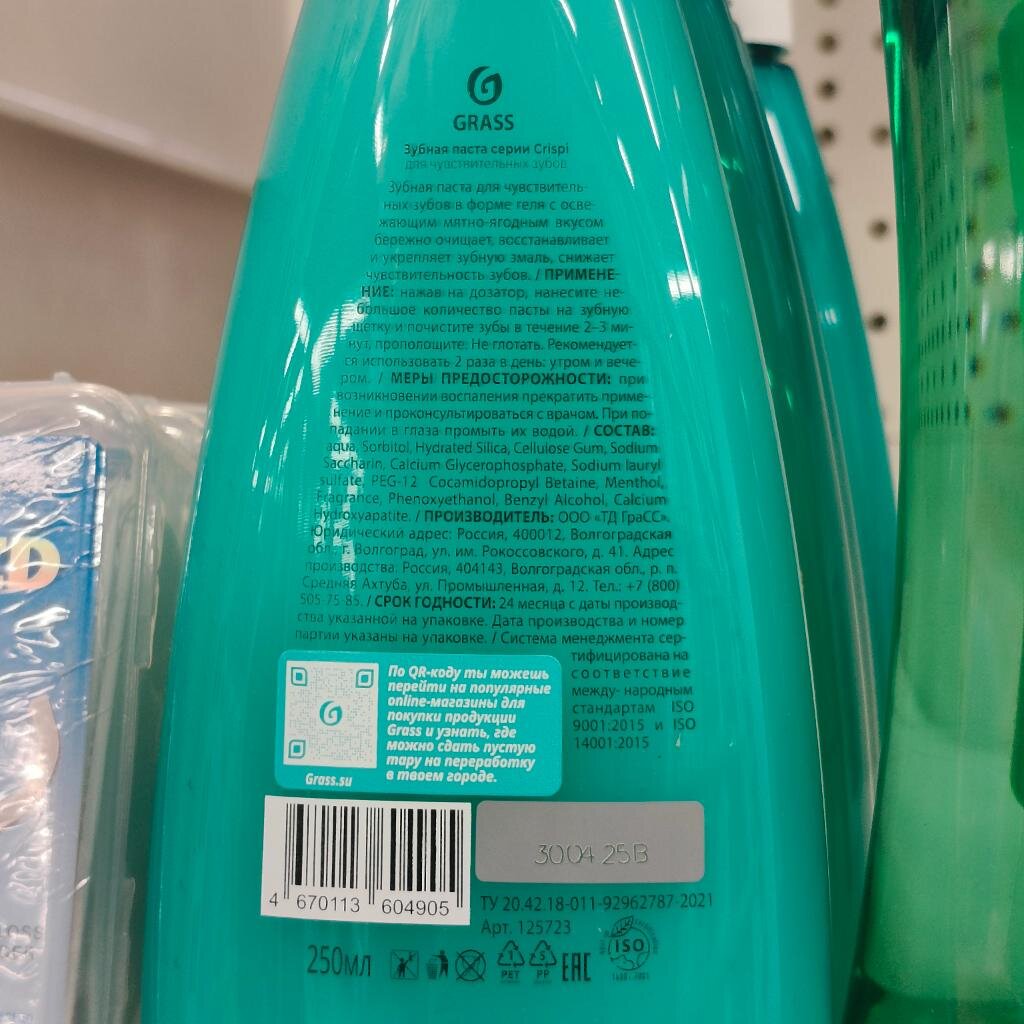 GRASS
Зубная паста серии Crispi
для чувствительных зубов
Зубная паста для чувствитель-
ных зубов в форме геля с осве-
жающим мятно-ягодным вкусом
бережно очищает, восстанавливает
и укрепляет зубную эмаль, снижает
чувствительность зубов. / ПРИМЕНЕ-
НИЕ: нажав на дозатор, нанесите не-
большое количество пасты на зубную
щетку и почистите зубы в течение 2–3 ми-
нут, прополощите. Не глотать. Рекомендует-
ся использовать 2 раза в день: утром и вече-
ром. / МЕРЫ ПРЕДОСТОРОЖНОСТИ: при
возникновении воспаления прекратить приме-
нение и проконсультироваться с врачом. При по-
падании в глаза промыть их водой. / СОСТАВ:
aqua, Sorbitol, Hydrated Silica, Cellulose Gum, Sodium
Saccharin, Calcium Glycerophosphate, Sodium lauryl
sulfate, PEG-12 Cocamidopropyl Betaine, Menthol,
Fragrance, Phenoxyethanol, Benzyl Alcohol, Calcium
Hydroxyapatite. / ПРОИЗВОДИТЕЛЬ: ООО «ТД ГраСС».
Юридический адрес: Россия, 400012, Волгоградская
обл., г. Волгоград, ул. им. Рокоссовского, д. 41. Адрес
производства: Россия, 404143, Волгоградская обл., р. п.
Средняя Ахтуба, ул. Промышленная, д. 12. Тел.: +7 (800)
505-75-85. / СРОК ГОДНОСТИ: 24 месяца с даты производ-
ства указанной на упаковке. Дата производства и номер
партии указаны на упаковке. / Система менеджмента сер-
тифицирована на
соответствие
между- народным
стандартам ISO
9001:2015 и ISO
14001:2015
По QR-коду ты можешь
перейти на популярные
online-магазины для
покупки продукции
Grass и узнать, где
можно сдать пустую
тару на переработку
в твоем городе.
Grass.su
3004 25В
4 670113 604905
ТУ 20.42.18-011-92962787-2021
Арт. 125723
250мл
1
PET
5
PP
EAC
ISO